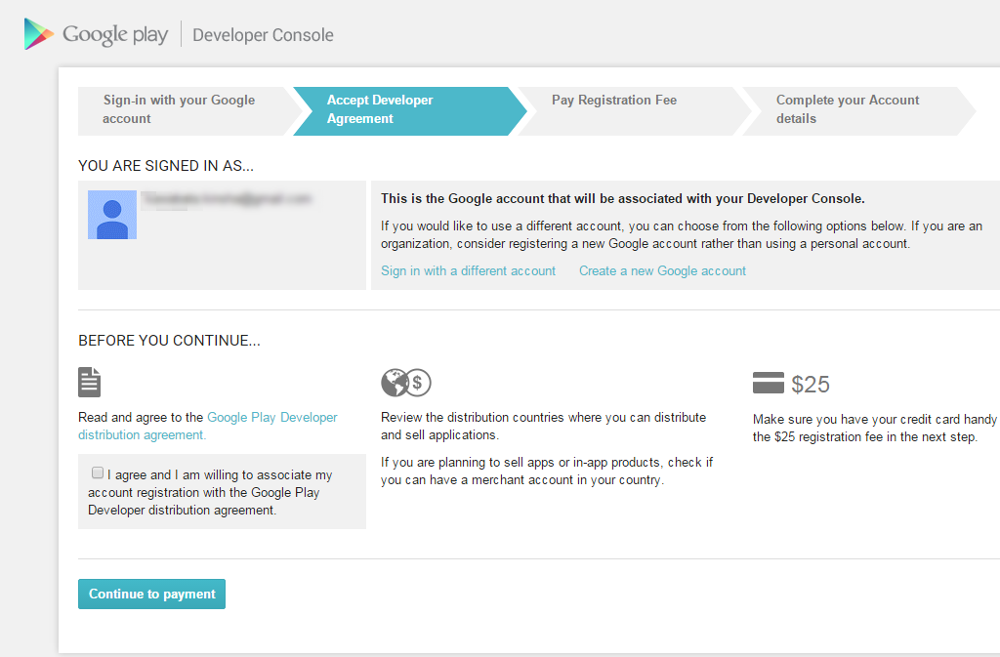 Google play Developer Console
Sign-in with your Google
account
Accept Developer
Agreement
Pay Registration Fee
Complete your Account
details
YOU ARE SIGNED IN AS...
This is the Google account that will be associated with your Developer Console.
If you would like to use a different account, you can choose from the following options below. If you are an
organization, consider registering a new Google account rather than using a personal account.
Sign in with a different account Create a new Google account
BEFORE YOU CONTINUE...
Read and agree to the Google Play Developer
distribution agreement.
I agree and I am willing to associate my
account registration with the Google Play
Developer distribution agreement.
$
Review the distribution countries where you can distribute
and sell applications.
If you are planning to sell apps or in-app products, check if
you can have a merchant account in your country.
$25
Make sure you have your credit card handy
the $25 registration fee in the next step.
Continue to payment